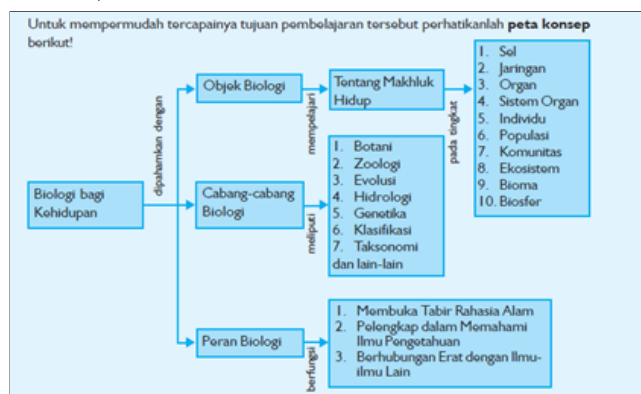 Untuk mempermudah tercapainya tujuan pembelajaran tersebut perhatikanlah peta konsep
berikut!
Biologi bagi
Kehidupan
dipahamkan dengan
Objek Biologi
mempelajari
Tentang Makhluk
Hidup
pada tingkat
1. Sel
2. Jaringan
3. Organ
4. Sistem Organ
5. Individu
6. Populasi
7. Komunitas
8. Ekosistem
9. Bioma
10. Biosfer
Cabang-cabang
Biologi
meliputi
1. Botani
2. Zoologi
3. Evolusi
4. Hidrologi
5. Genetika
6. Klasifikasi
7. Taksonomi
dan lain-lain
Peran Biologi
berfungsi
1. Membuka Tabir Rahasia Alam
2. Pelengkap dalam Memahami
Ilmu Pengetahuan
3. Berhubungan Erat dengan Ilmu-
ilmu Lain